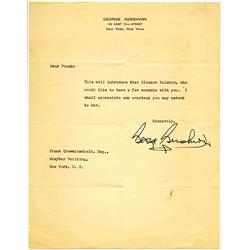 GEORGE GERSHWIN
132 EAST 72ND STREET
NEW YORK, NEW YORK
Dear Frank:
This will introduce Miss Eleanor Baldwin, who
would like to have a few moments with you. I
shall appreciate any courtesy you may extend
to her.
Sincerely,
George Gershwin
Frank Crowninshield, Esq.,
Graybar Building,
New York, N. Y.